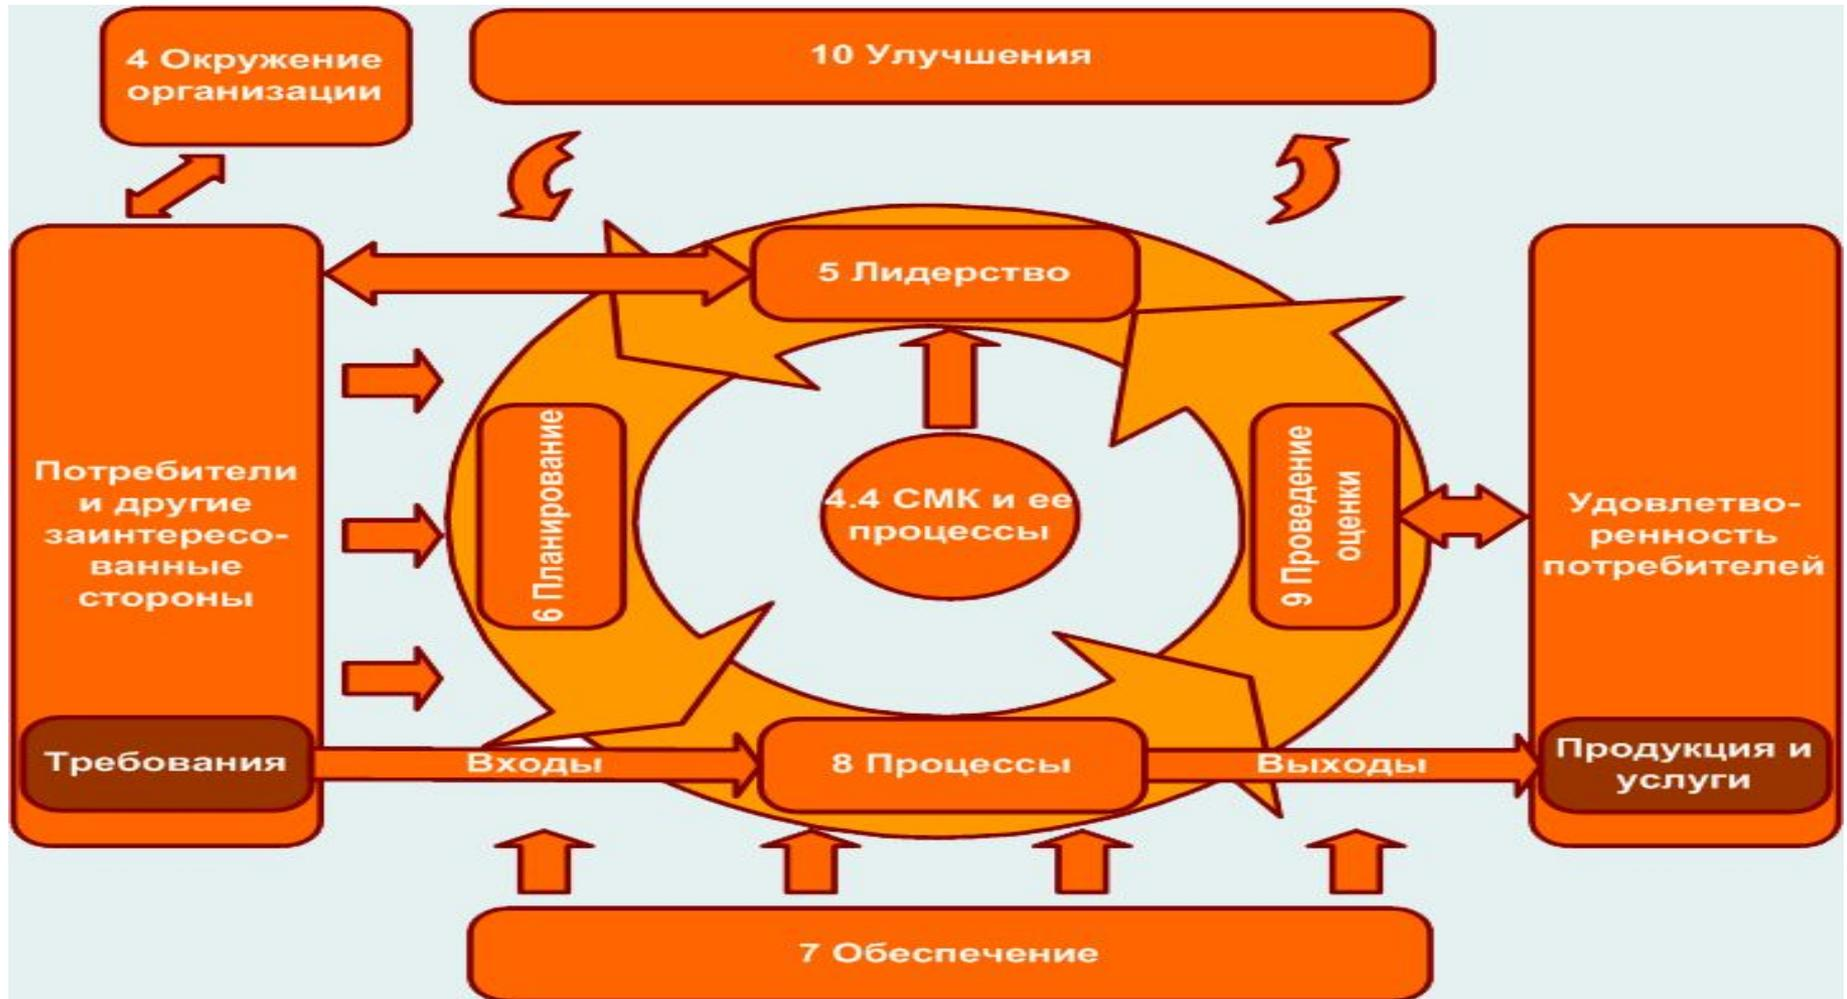 4 Окружение
организации
10 Улучшения
5 Лидерство
6 Планирование
4.4 СМК и ее
процессы
9 Проведение
оценки
Потребители
и другие
заинтересо-
ванные
стороны
Удовлетво-
ренность
потребителей
Требования
Входы
8 Процессы
Выходы
Продукция и
услуги
7 Обеспечение